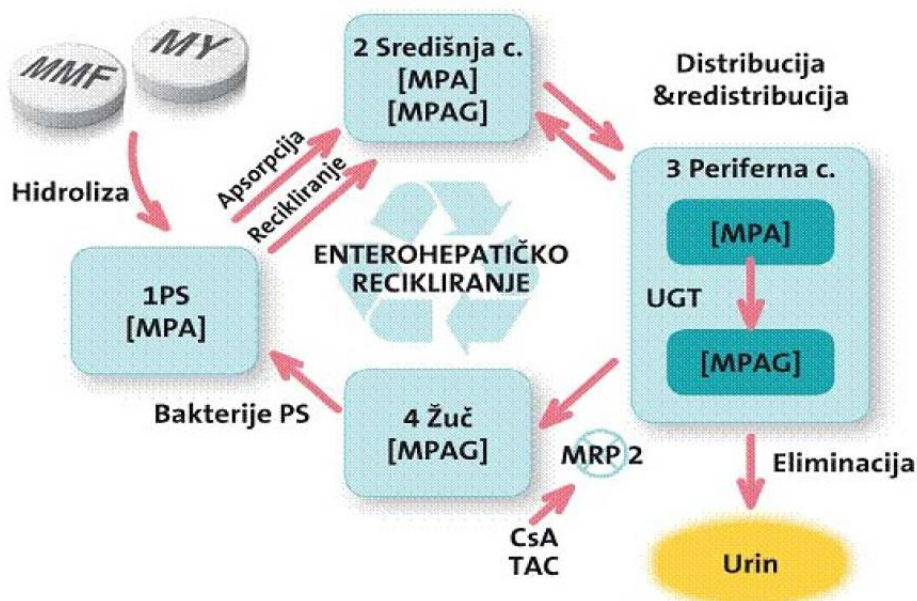 MMF
MY
Hidroliza
1PS
[MPA]
Apsorpcija
Recikliranje
2 Središnja c.
[MPA]
[MPAG]
Distribucija
&redistribucija
3 Periferna c.
[MPA]
UGT
[MPAG]
ENTEROHEPATIČKO
RECIKLIRANJE
Bakterije PS
4 Žuč
[MPAG]
MRP 2
CsA
TAC
Eliminacija
Urin